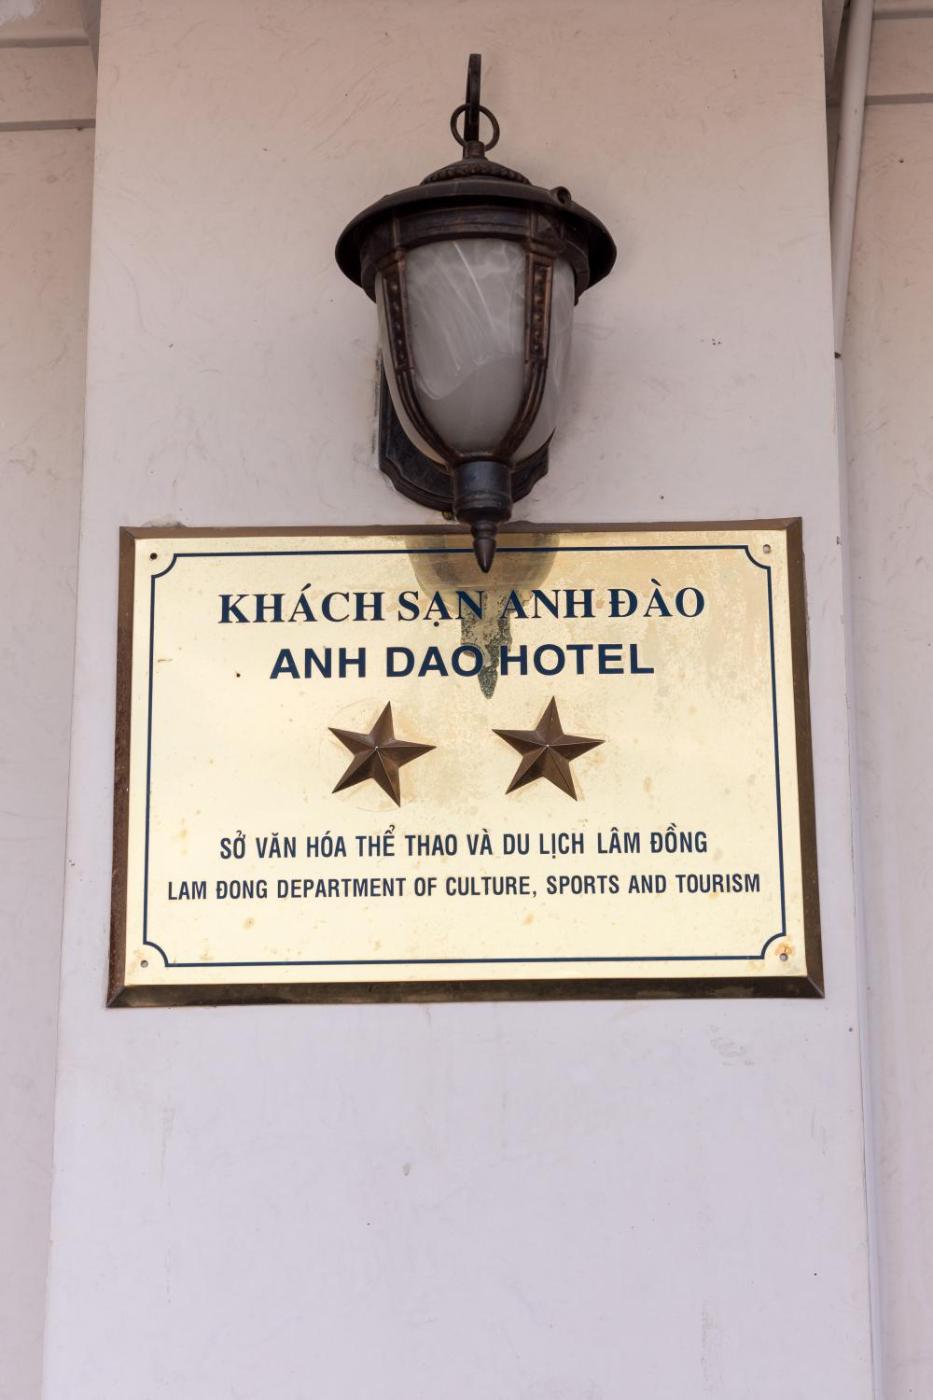 KHÁCH SẠN ANH ĐÀO
ANH DAO HOTEL
SỞ VĂN HÓA THỂ THAO VÀ DU LỊCH LÂM ĐỒNG
LAM ĐONG DEPARTMENT OF CULTURE, SPORTS AND TOURISM